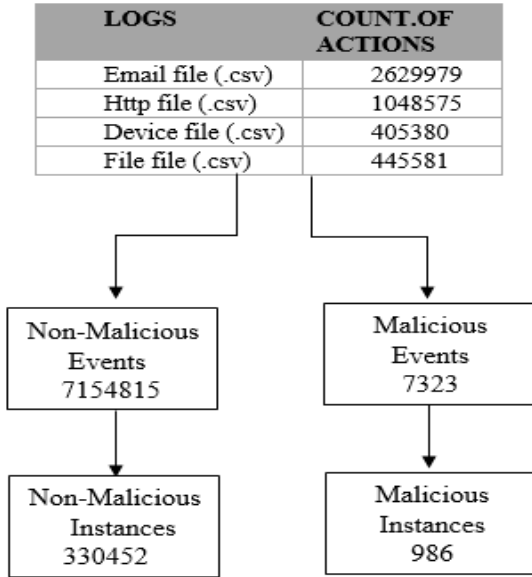 LOGS COUNT.OF
ACTIONS
Email file (.csv) 2629979
Http file (.csv) 1048575
Device file (.csv) 405380
File file (.csv) 445581
Non-Malicious
Events
7154815
Malicious
Events
7323
Non-Malicious
Instances
330452
Malicious
Instances
986